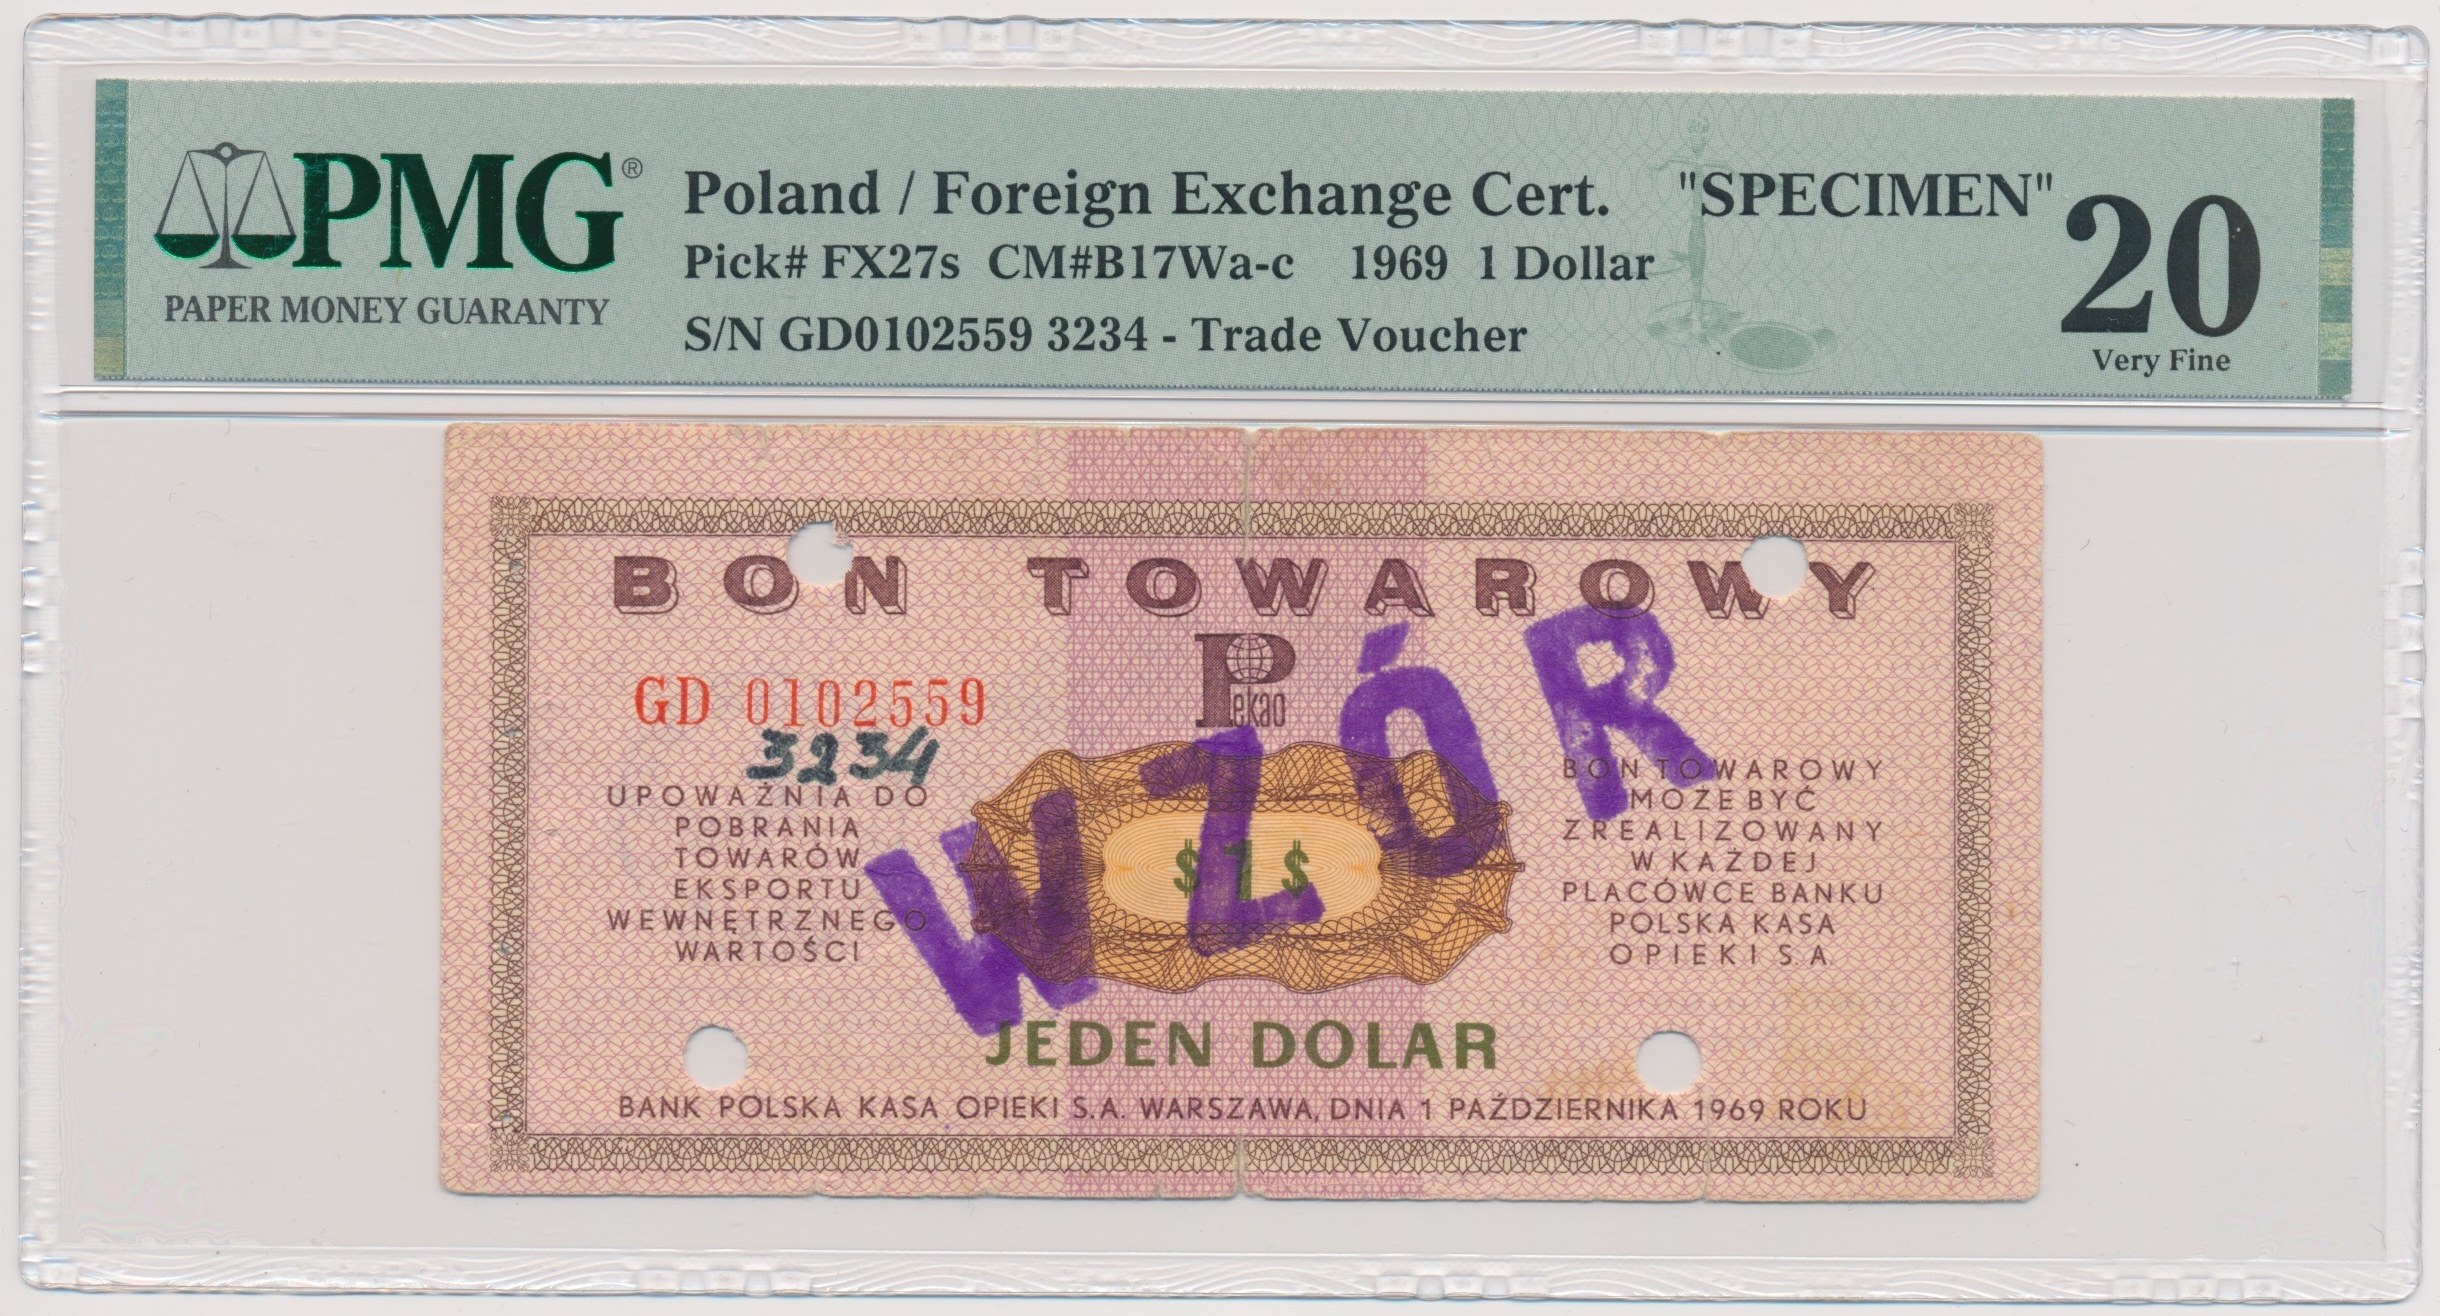 PMG®
PAPER MONEY GUARANTY
Poland / Foreign Exchange Cert. "SPECIMEN"
Pick# FX27s CM#B17Wa-c 1969 1 Dollar
S/N GD0102559 3234 - Trade Voucher
20
Very Fine
BON TOWAROWY
Pekao
GD 0102559
3234
UPOWAŻNIA DO
POBRANIA
TOWARÓW
EKSPORTU
WEWNĘTRZNEGO
WARTOŚCI
$1$
WZÓR
BON TOWAROWY
MOŻE BYĆ
ZREALIZOWANY
W KAŻDEJ
PLACÓWCE BANKU
POLSKA KASA
OPIEKI S.A.
JEDEN DOLAR
BANK POLSKA KASA OPIEKI S.A. WARSZAWA, DNIA 1 PAŹDZIERNIKA 1969 ROKU